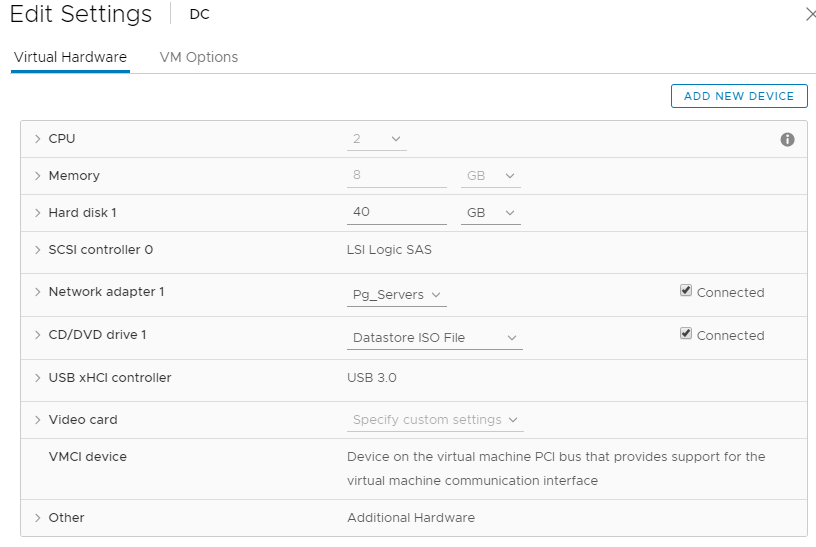 Edit Settings DC
Virtual Hardware VM Options
ADD NEW DEVICE
CPU 2
Memory 8 GB
Hard disk 1 40 GB
SCSI controller 0 LSI Logic SAS
Network adapter 1 Pg_Servers Connected
CD/DVD drive 1 Datastore ISO File Connected
USB xHCI controller USB 3.0
Video card Specify custom settings
VMCI device Device on the virtual machine PCI bus that provides support for the
virtual machine communication interface
Other Additional Hardware